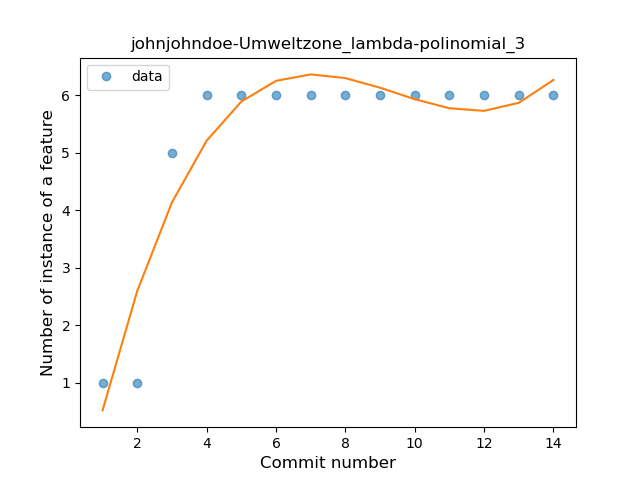 johnjohndoe-Umweltzone_lambda-polinomial_3
data
Number of instance of a feature
6
5
4
3
2
1
2 4 6 8 10 12 14
Commit number